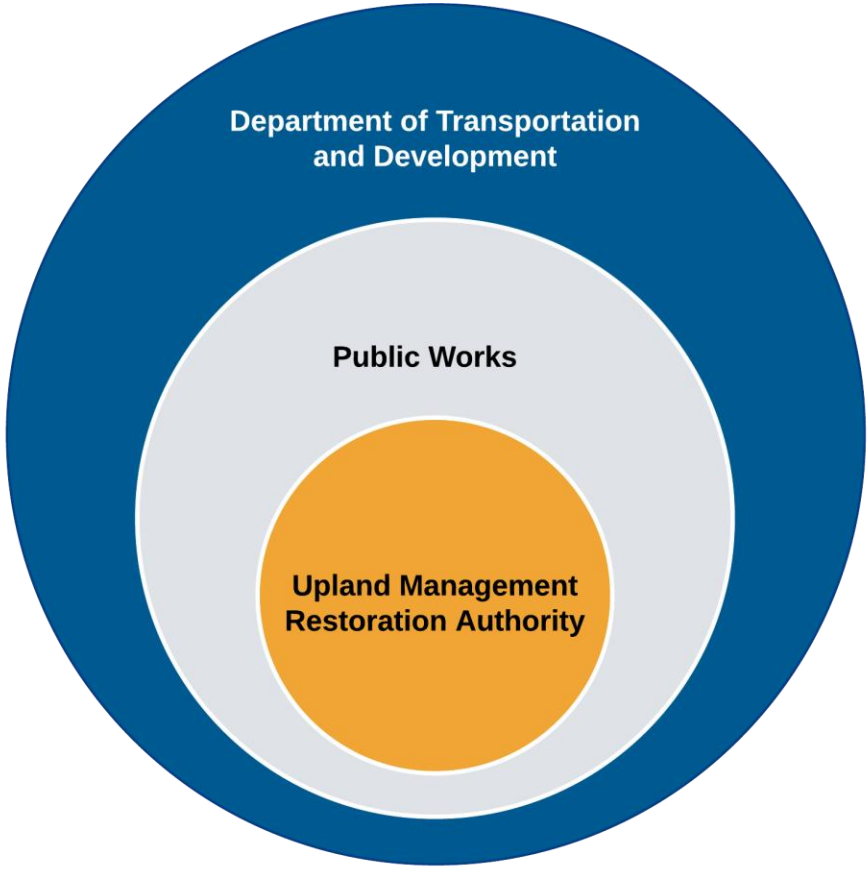 Department of Transportation
and Development
Public Works
Upland Management
Restoration Authority